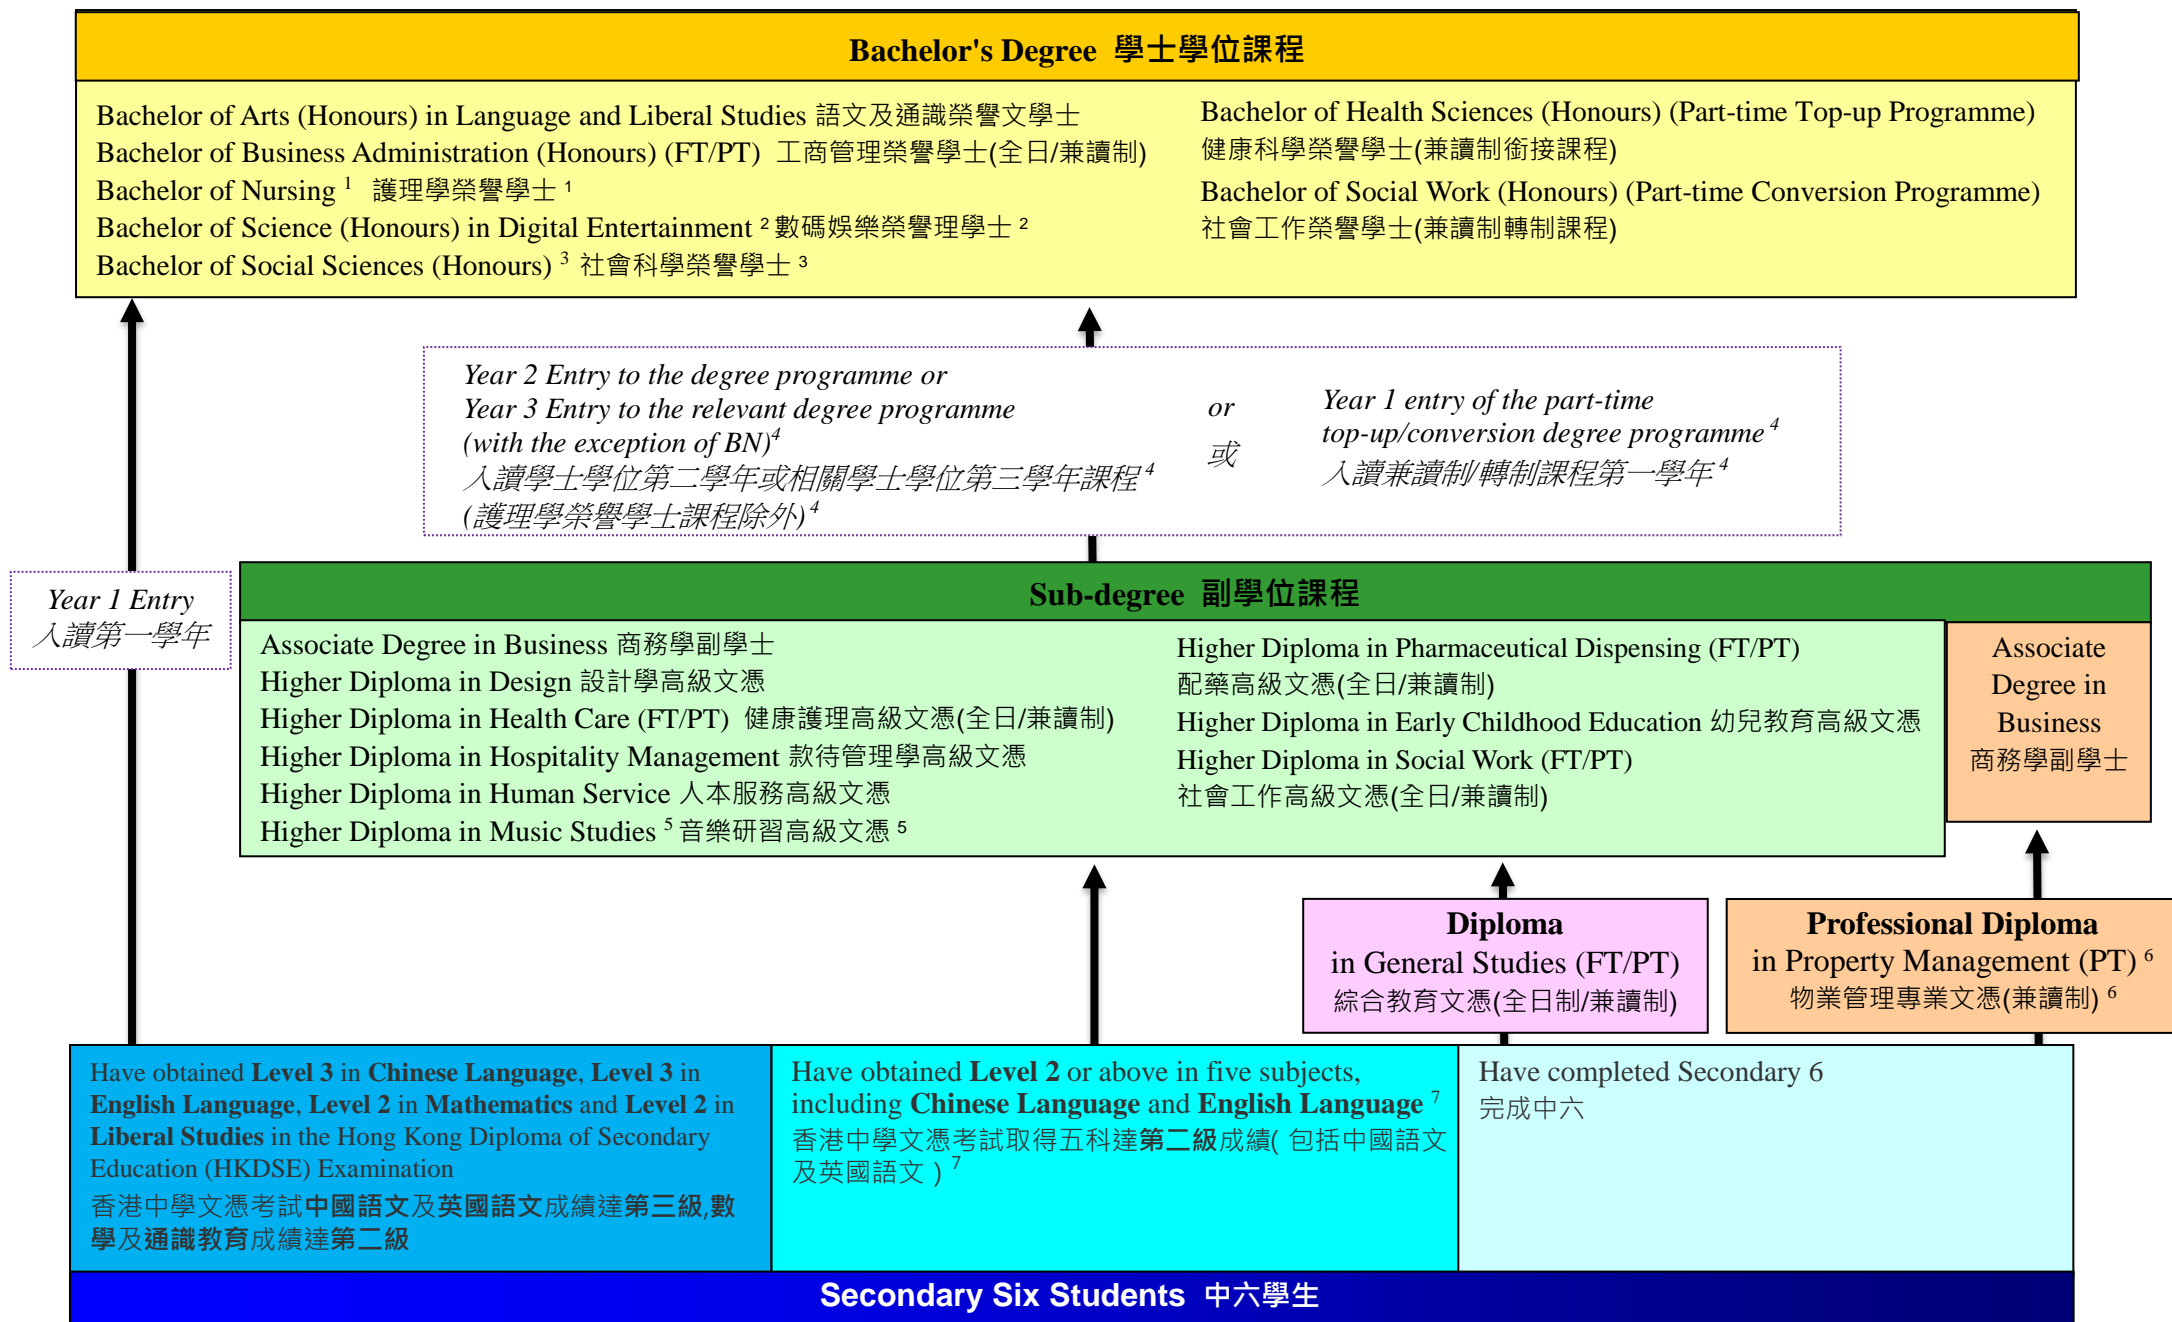 Bachelor's Degree 學士學位課程
Bachelor of Arts (Honours) in Language and Liberal Studies 語文及通識榮譽文學士
Bachelor of Business Administration (Honours) (FT/PT) 工商管理榮譽學士(全日/兼讀制)
Bachelor of Nursing 1 護理學榮譽學士 1
Bachelor of Science (Honours) in Digital Entertainment 2 數碼娛樂榮譽理學士 2
Bachelor of Social Sciences (Honours) 3 社會科學榮譽學士 3
Bachelor of Health Sciences (Honours) (Part-time Top-up Programme)
健康科學榮譽學士(兼讀制銜接課程)
Bachelor of Social Work (Honours) (Part-time Conversion Programme)
社會工作榮譽學士(兼讀制轉制課程)
Year 2 Entry to the degree programme or
Year 3 Entry to the relevant degree programme
(with the exception of BN)4
入讀學士學位第二學年或相關學士學位第三學年課程4
(護理學榮譽學士課程除外)4
or
或
Year 1 entry of the part-time
top-up/conversion degree programme 4
入讀兼讀制/轉制課程第一學年 4
Year 1 Entry
入讀第一學年
Sub-degree 副學位課程
Associate Degree in Business 商務學副學士
Higher Diploma in Design 設計學高級文憑
Higher Diploma in Health Care (FT/PT) 健康護理高級文憑(全日/兼讀制)
Higher Diploma in Hospitality Management 款待管理學高級文憑
Higher Diploma in Human Service 人本服務高級文憑
Higher Diploma in Music Studies 5 音樂研習高級文憑 5
Higher Diploma in Pharmaceutical Dispensing (FT/PT)
配藥高級文憑(全日/兼讀制)
Higher Diploma in Early Childhood Education 幼兒教育高級文憑
Higher Diploma in Social Work (FT/PT)
社會工作高級文憑(全日/兼讀制)
Associate
Degree in
Business
商務學副學士
Diploma
in General Studies (FT/PT)
綜合教育文憑(全日制/兼讀制)
Professional Diploma
in Property Management (PT) 6
物業管理專業文憑(兼讀制) 6
Have obtained Level 3 in Chinese Language, Level 3 in
English Language, Level 2 in Mathematics and Level 2 in
Liberal Studies in the Hong Kong Diploma of Secondary
Education (HKDSE) Examination
香港中學文憑考試中國語文及英國語文成績達第三級,數
學及通識教育成績達第二級
Have obtained Level 2 or above in five subjects,
including Chinese Language and English Language 7
香港中學文憑考試取得五科達第二級成績( 包括中國語文
及英國語文 ) 7
Have completed Secondary 6
完成中六
Secondary Six Students 中六學生